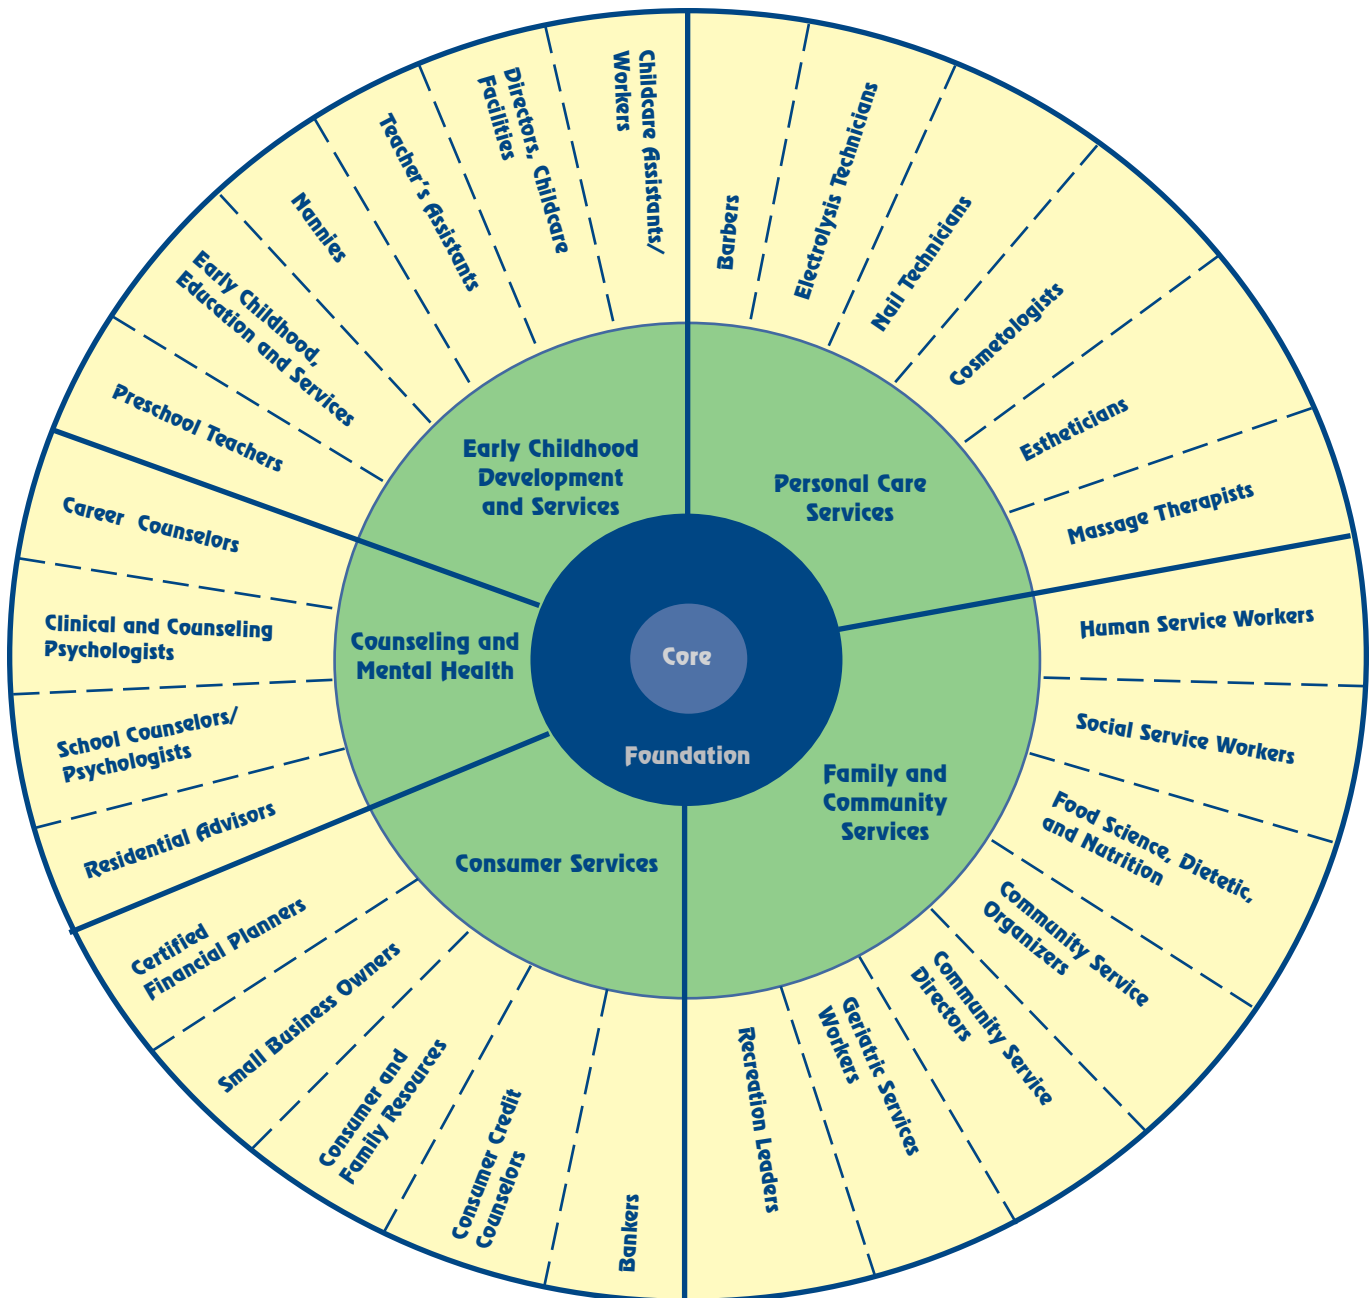 Core
Foundation
Personal Care
Services
Barbers
Electrolysis Technicians
Nail Technicians
Cosmetologists
Estheticians
Massage Therapists
Family and
Community
Services
Human Service Workers
Social Service Workers
Food Science, Dietetic,
and Nutrition
Community Service
Organizers
Community Service
Directors
Geriatric Services
Workers
Recreation Leaders
Consumer Services
Bankers
Consumer Credit
Counselors
Consumer and
Family Resources
Small Business Owners
Certified
Financial Planners
Counseling and
Mental Health
Residential Advisors
School Counselors/
Psychologists
Clinical and Counseling
Psychologists
Career Counselors
Early Childhood
Development
and Services
Preschool Teachers
Early Childhood,
Education and Services
Nannies
Teacher's Assistants
Directors, Childcare
Facilities
Childcare Assistants/
Workers